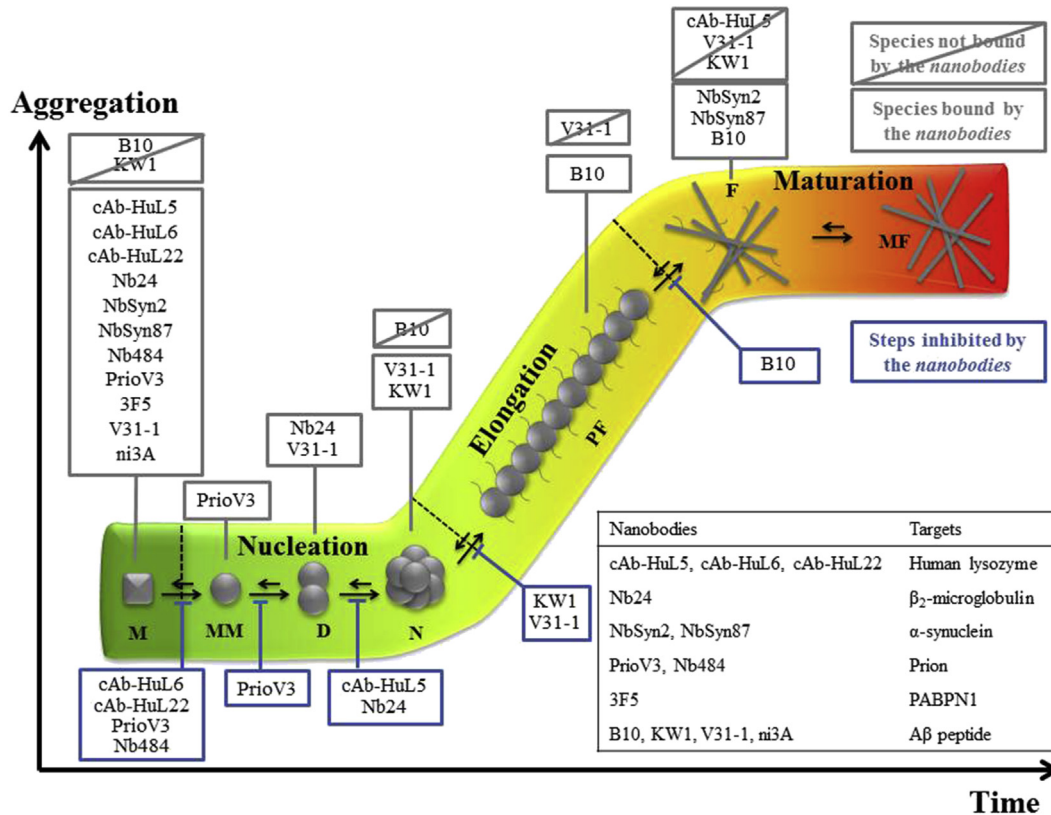 Aggregation
B10
KW1
cAb-HuL5
cAb-HuL6
cAb-HuL22
Nb24
NbSyn2
NbSyn87
Nb484
PrioV3
3F5
V31-1
ni3A
PrioV3
Nb24
V31-1
B10
V31-1
KW1
V31-1
B10
cAb-HuL5
V31-1
KW1
NbSyn2
NbSyn87
B10
Species not bound
by the nanobodies
Species bound by
the nanobodies
Nucleation
Elongation
Maturation
M
MM
D
N
PF
F
MF
cAb-HuL6
cAb-HuL22
PrioV3
Nb484
PrioV3
cAb-HuL5
Nb24
KW1
V31-1
B10
Steps inhibited by
the nanobodies
Nanobodies Targets
cAb-HuL5, cAb-HuL6, cAb-HuL22 Human lysozyme
Nb24 β₂-microglobulin
NbSyn2, NbSyn87 α-synuclein
PrioV3, Nb484 Prion
3F5 PABPN1
B10, KW1, V31-1, ni3A Aβ peptide
Time